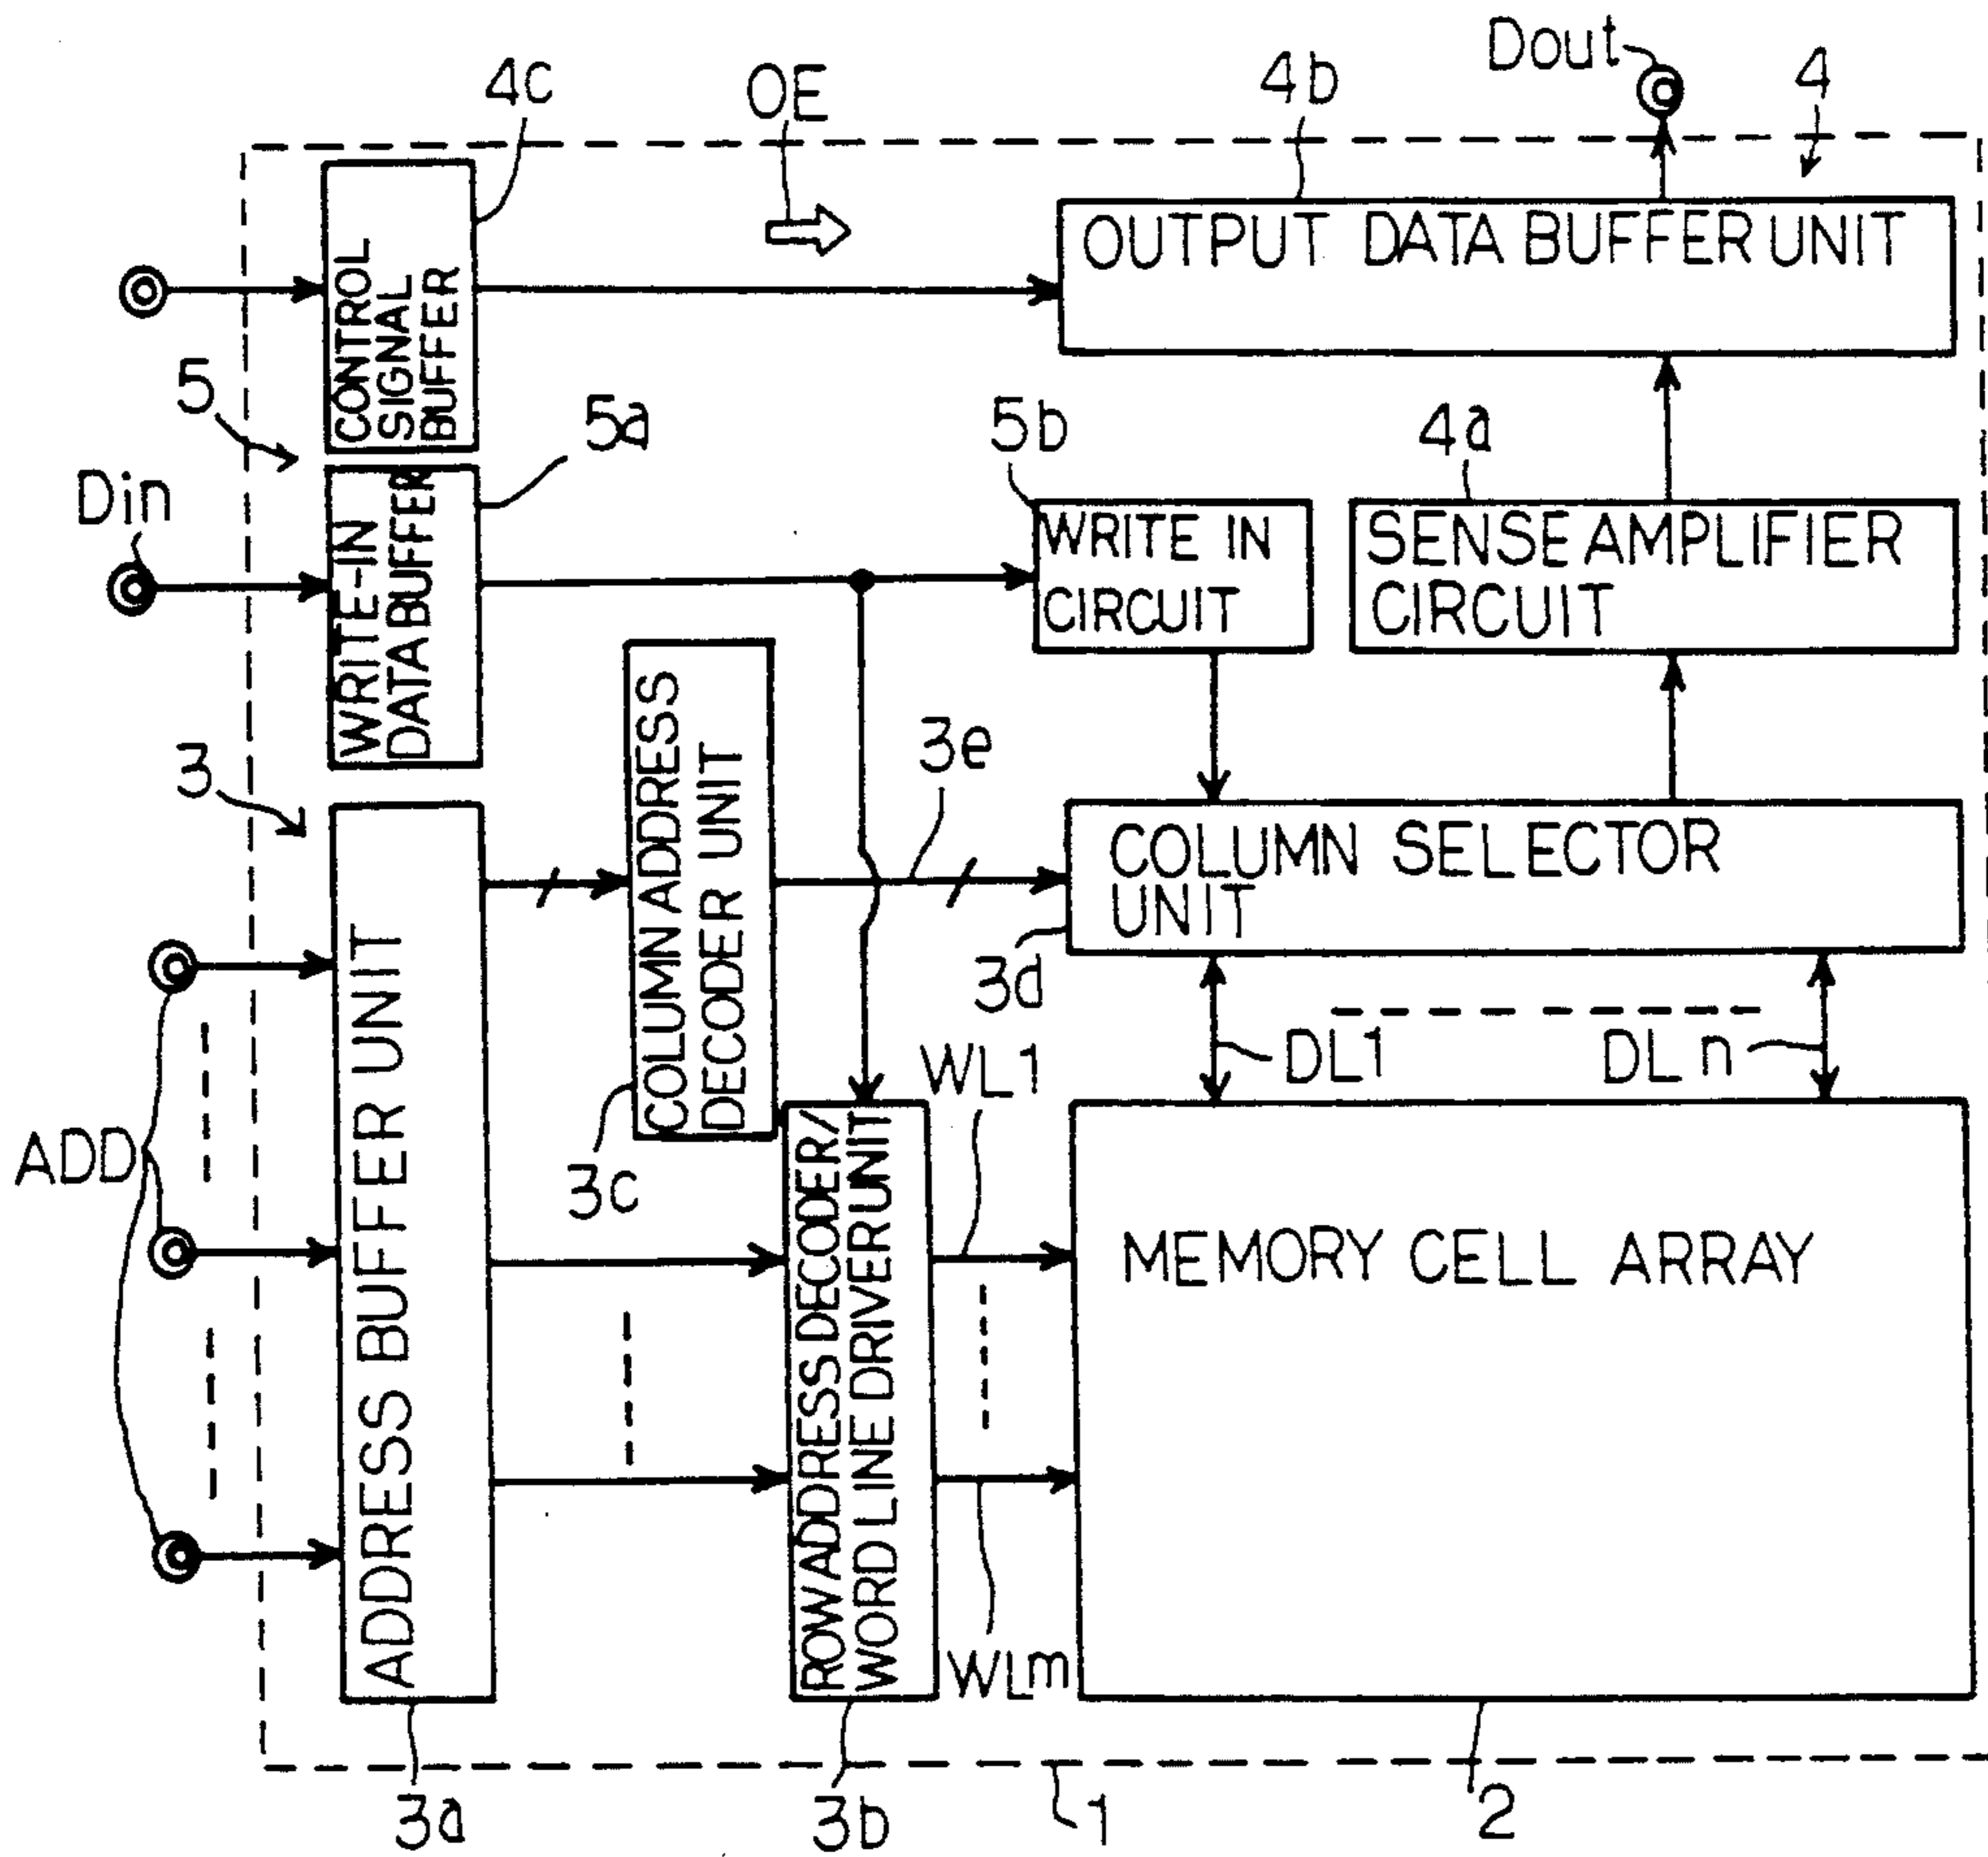 4c
OE
4b
Dout
4
CONTROL
SIGNAL
BUFFER
OUTPUT DATA BUFFER UNIT
5
5a
5b
4a
Din
WRITE-IN
DATA BUFFER
WRITE IN
CIRCUIT
SENSE AMPLIFIER
CIRCUIT
3
COLUMN ADDRESS
DECODER UNIT
3e
COLUMN SELECTOR
UNIT
3d
DL1
DLn
ADD
ADDRESS BUFFER UNIT
3c
ROW ADDRESS DECODER/
WORD LINE DRIVER UNIT
WL1
MEMORY CELL ARRAY
WLm
3a
3b
1
2